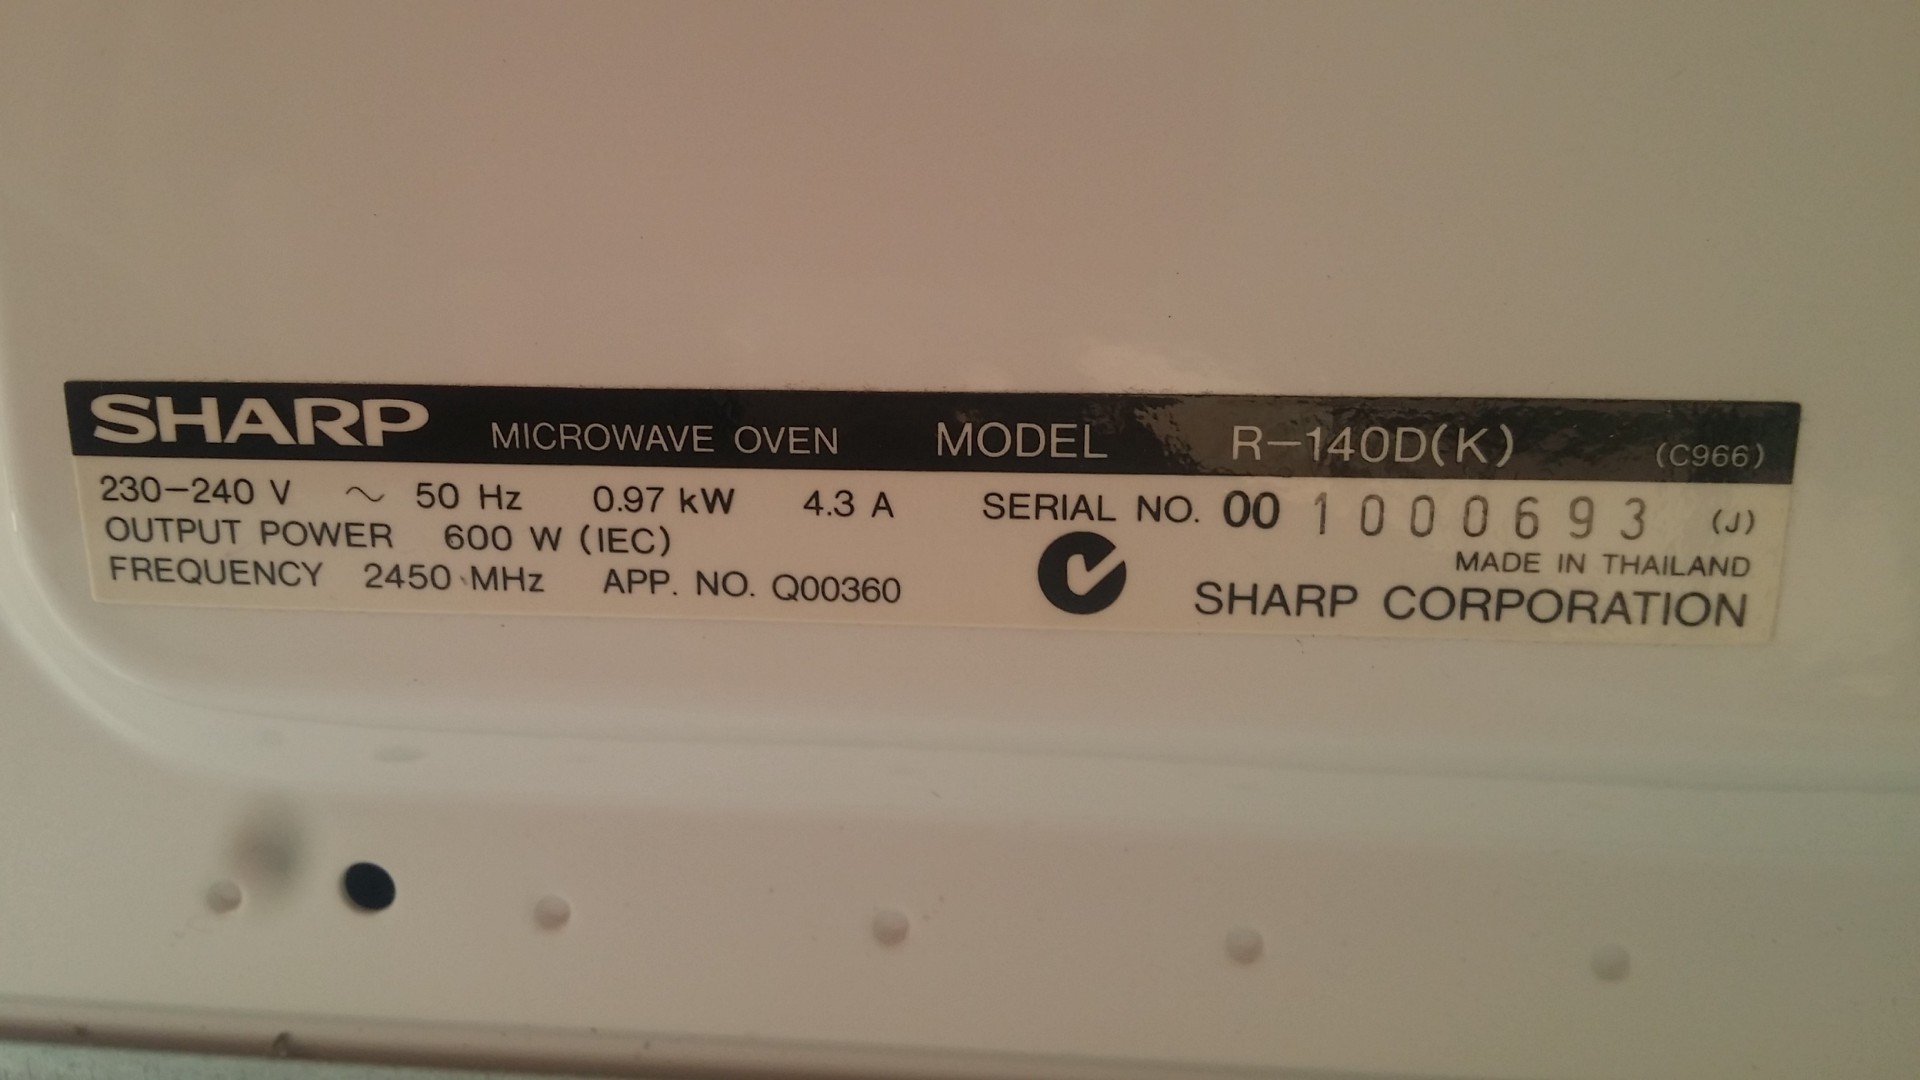 SHARP MICROWAVE OVEN MODEL R-140D(K) (C966)
230-240 V ~ 50 Hz 0.97 kW 4.3 A
OUTPUT POWER 600 W (IEC)
FREQUENCY 2450 MHz APP. NO. Q00360
SERIAL NO. 00 1000693 (J)
MADE IN THAILAND
SHARP CORPORATION